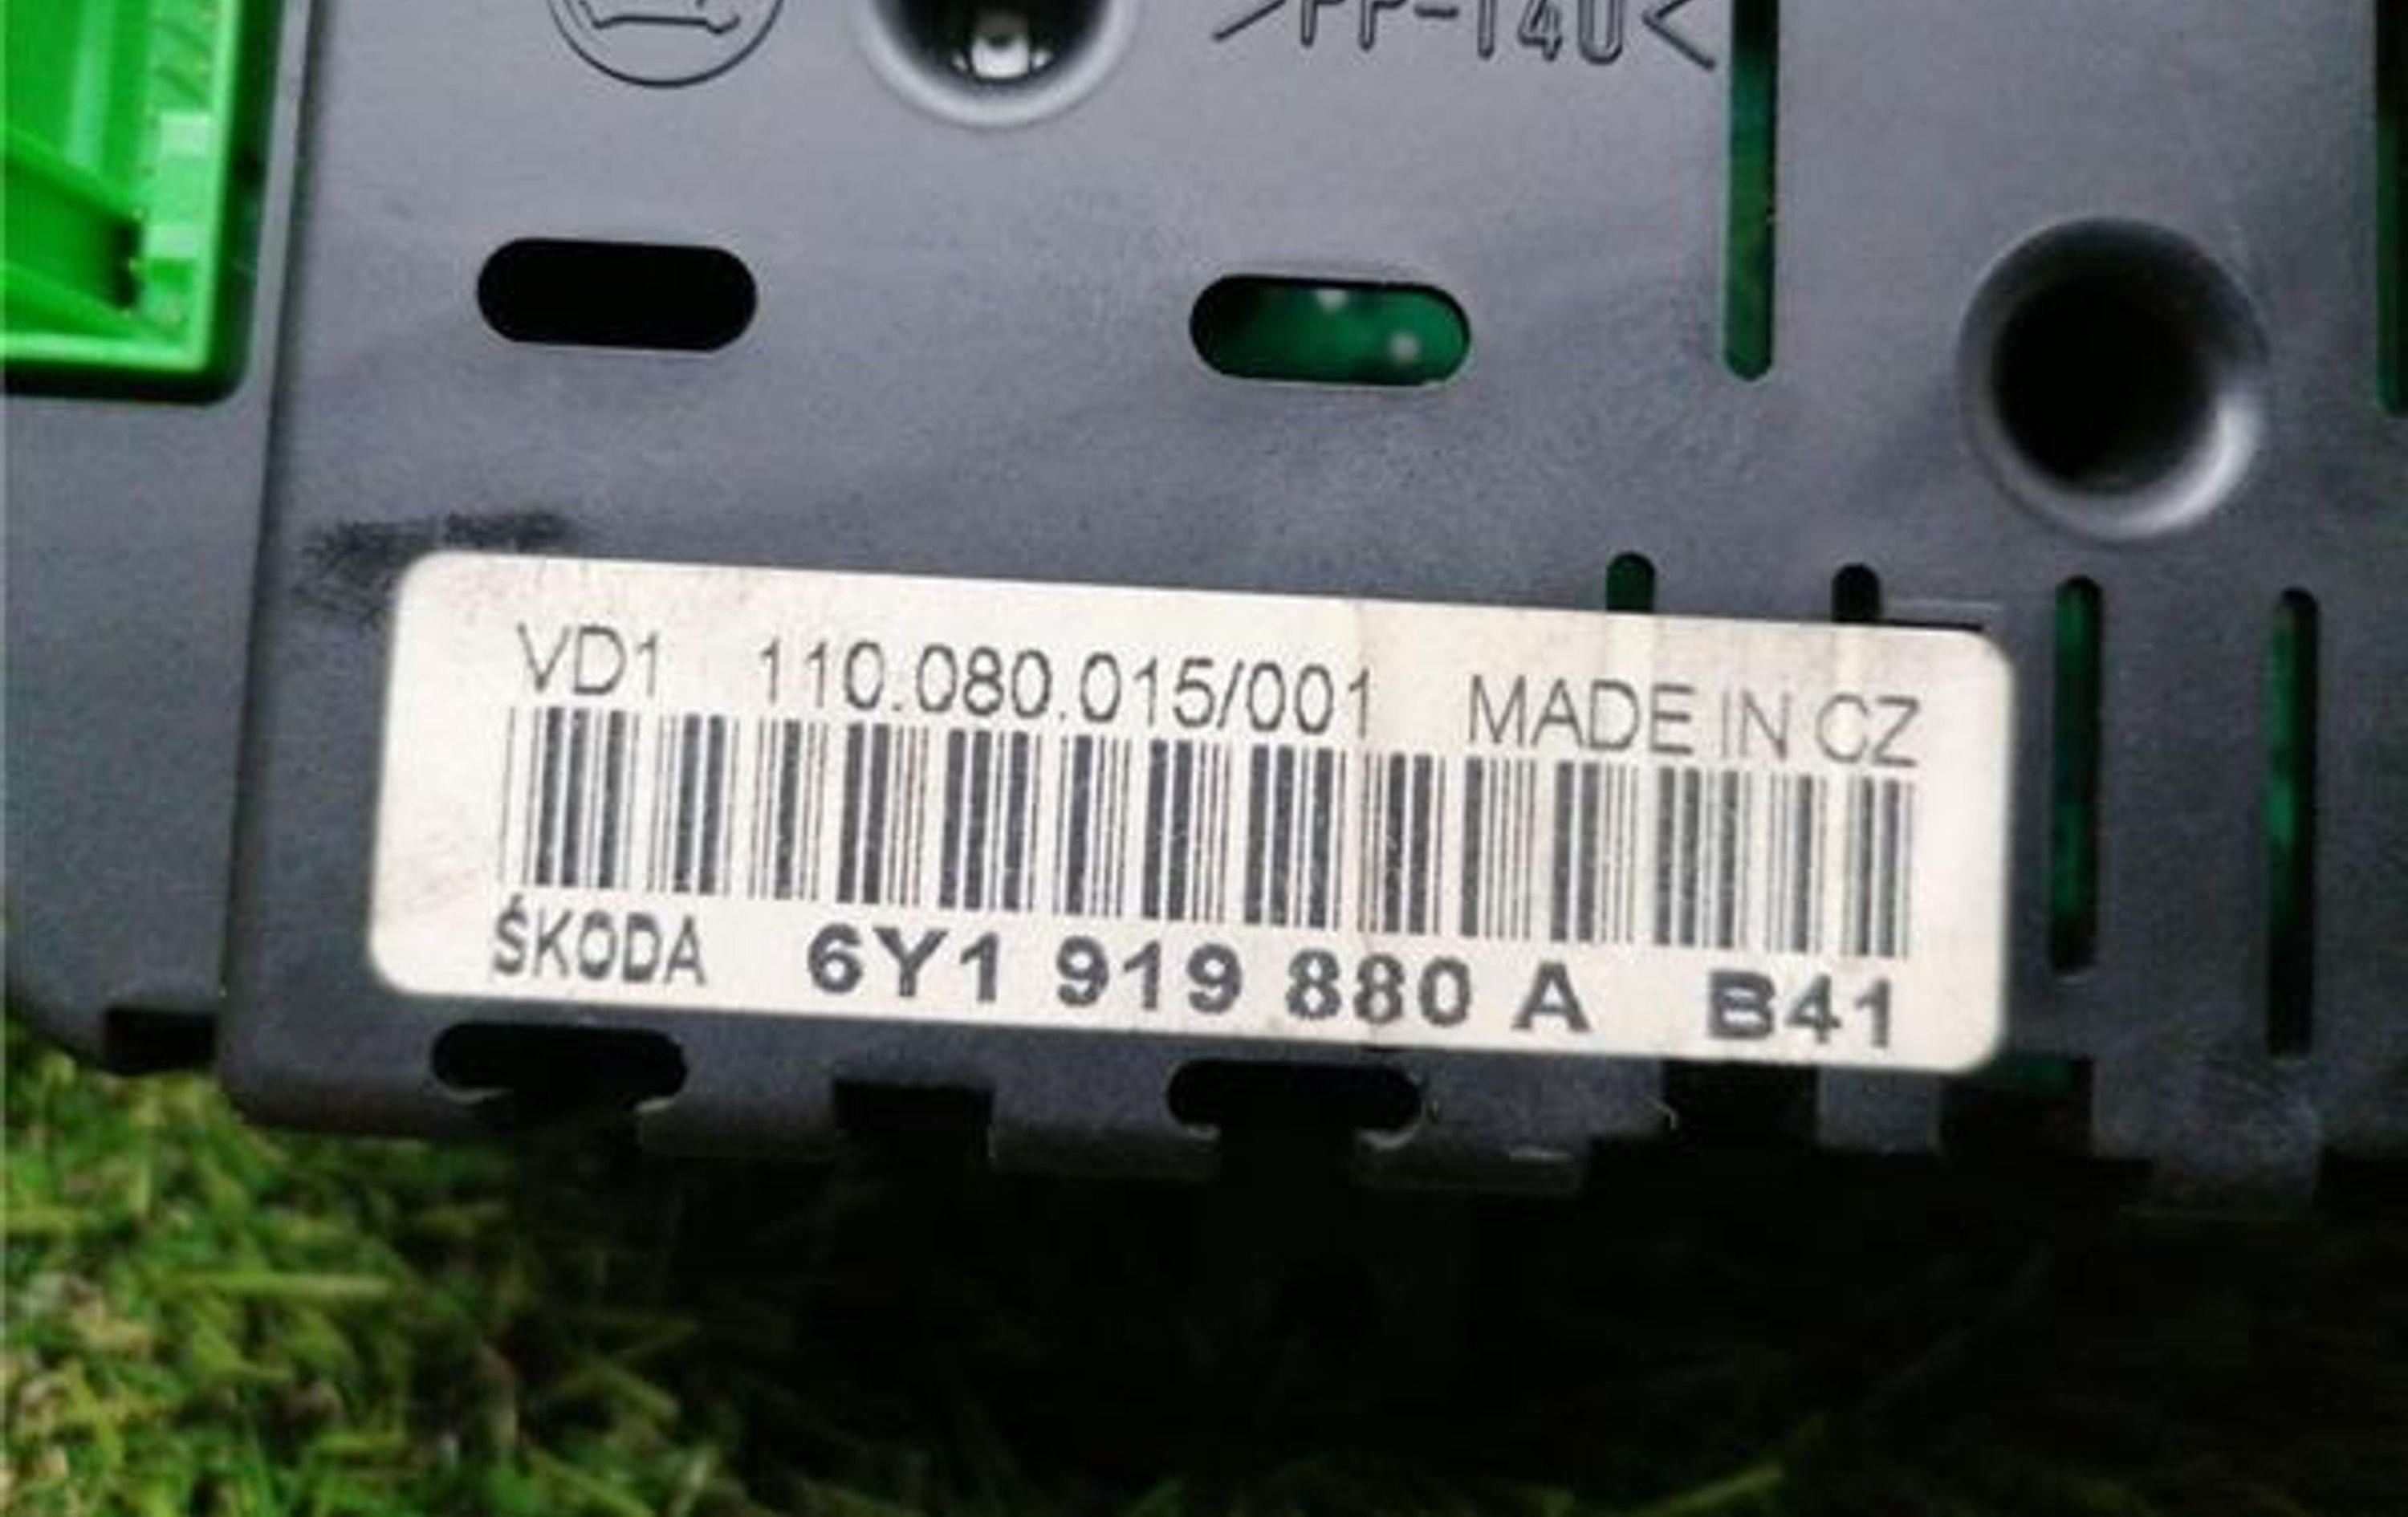 >PP-T40<
VD1 110.080.015/001 MADE IN CZ
ŠKODA 6Y1 919 880 A B41